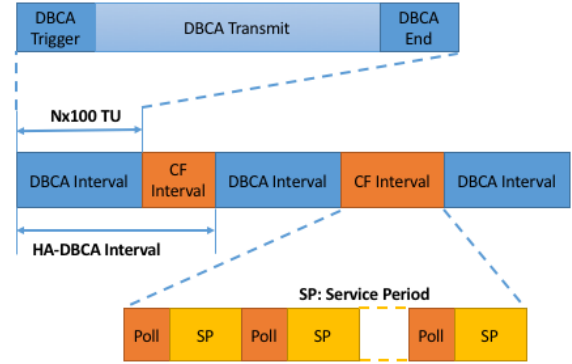 DBCA Trigger
DBCA Transmit
DBCA End
Nx100 TU
DBCA Interval
CF Interval
DBCA Interval
CF Interval
DBCA Interval
HA-DBCA Interval
SP: Service Period
Poll
SP
Poll
SP
Poll
SP